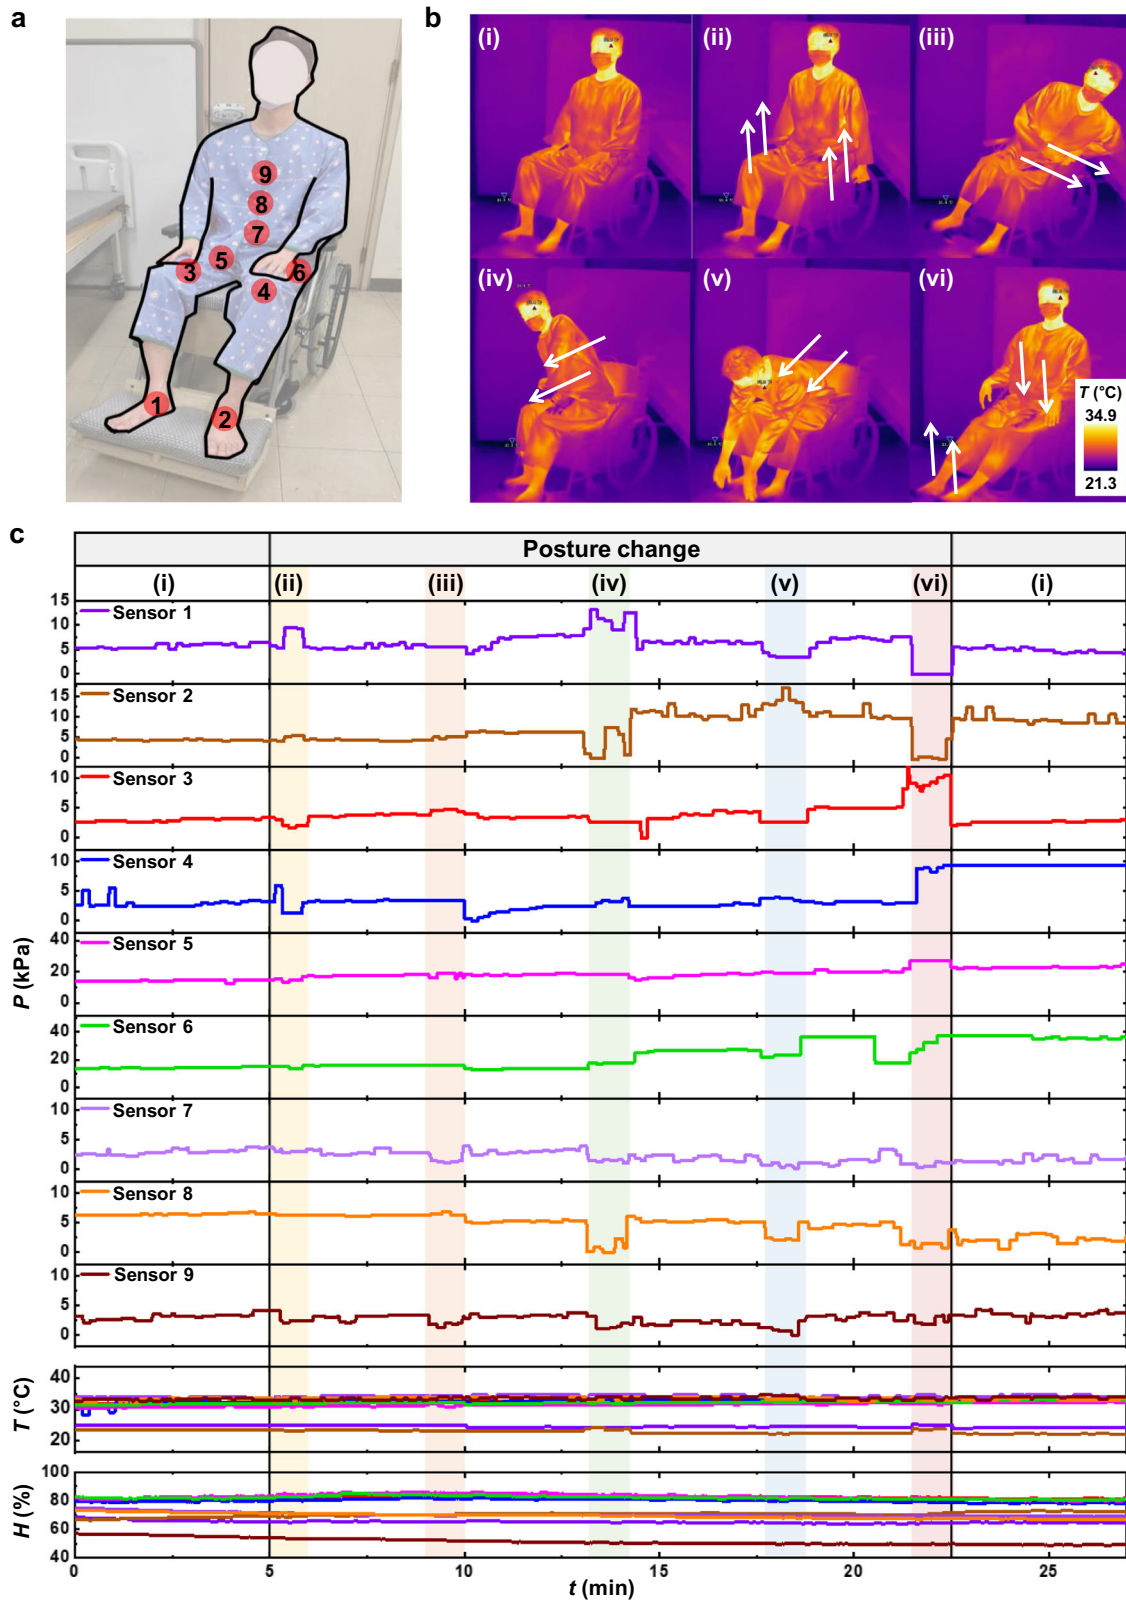 a
b
9
8
7
5
3
6
4
1
2
(i)
(ii)
(iii)
(iv)
(v)
(vi)
T (°C)
34.9
21.3
c
Posture change
(i) (ii) (iii) (iv) (v) (vi) (i)
15
10
5
0
Sensor 1
15
10
5
0
Sensor 2
10
5
0
Sensor 3
10
5
0
Sensor 4
40
20
0
Sensor 5
40
20
0
Sensor 6
10
5
0
Sensor 7
10
5
0
Sensor 8
10
5
0
Sensor 9
P (kPa)
40
30
20
T (°C)
100
80
60
40
H (%)
0 5 10 15 20 25
t (min)